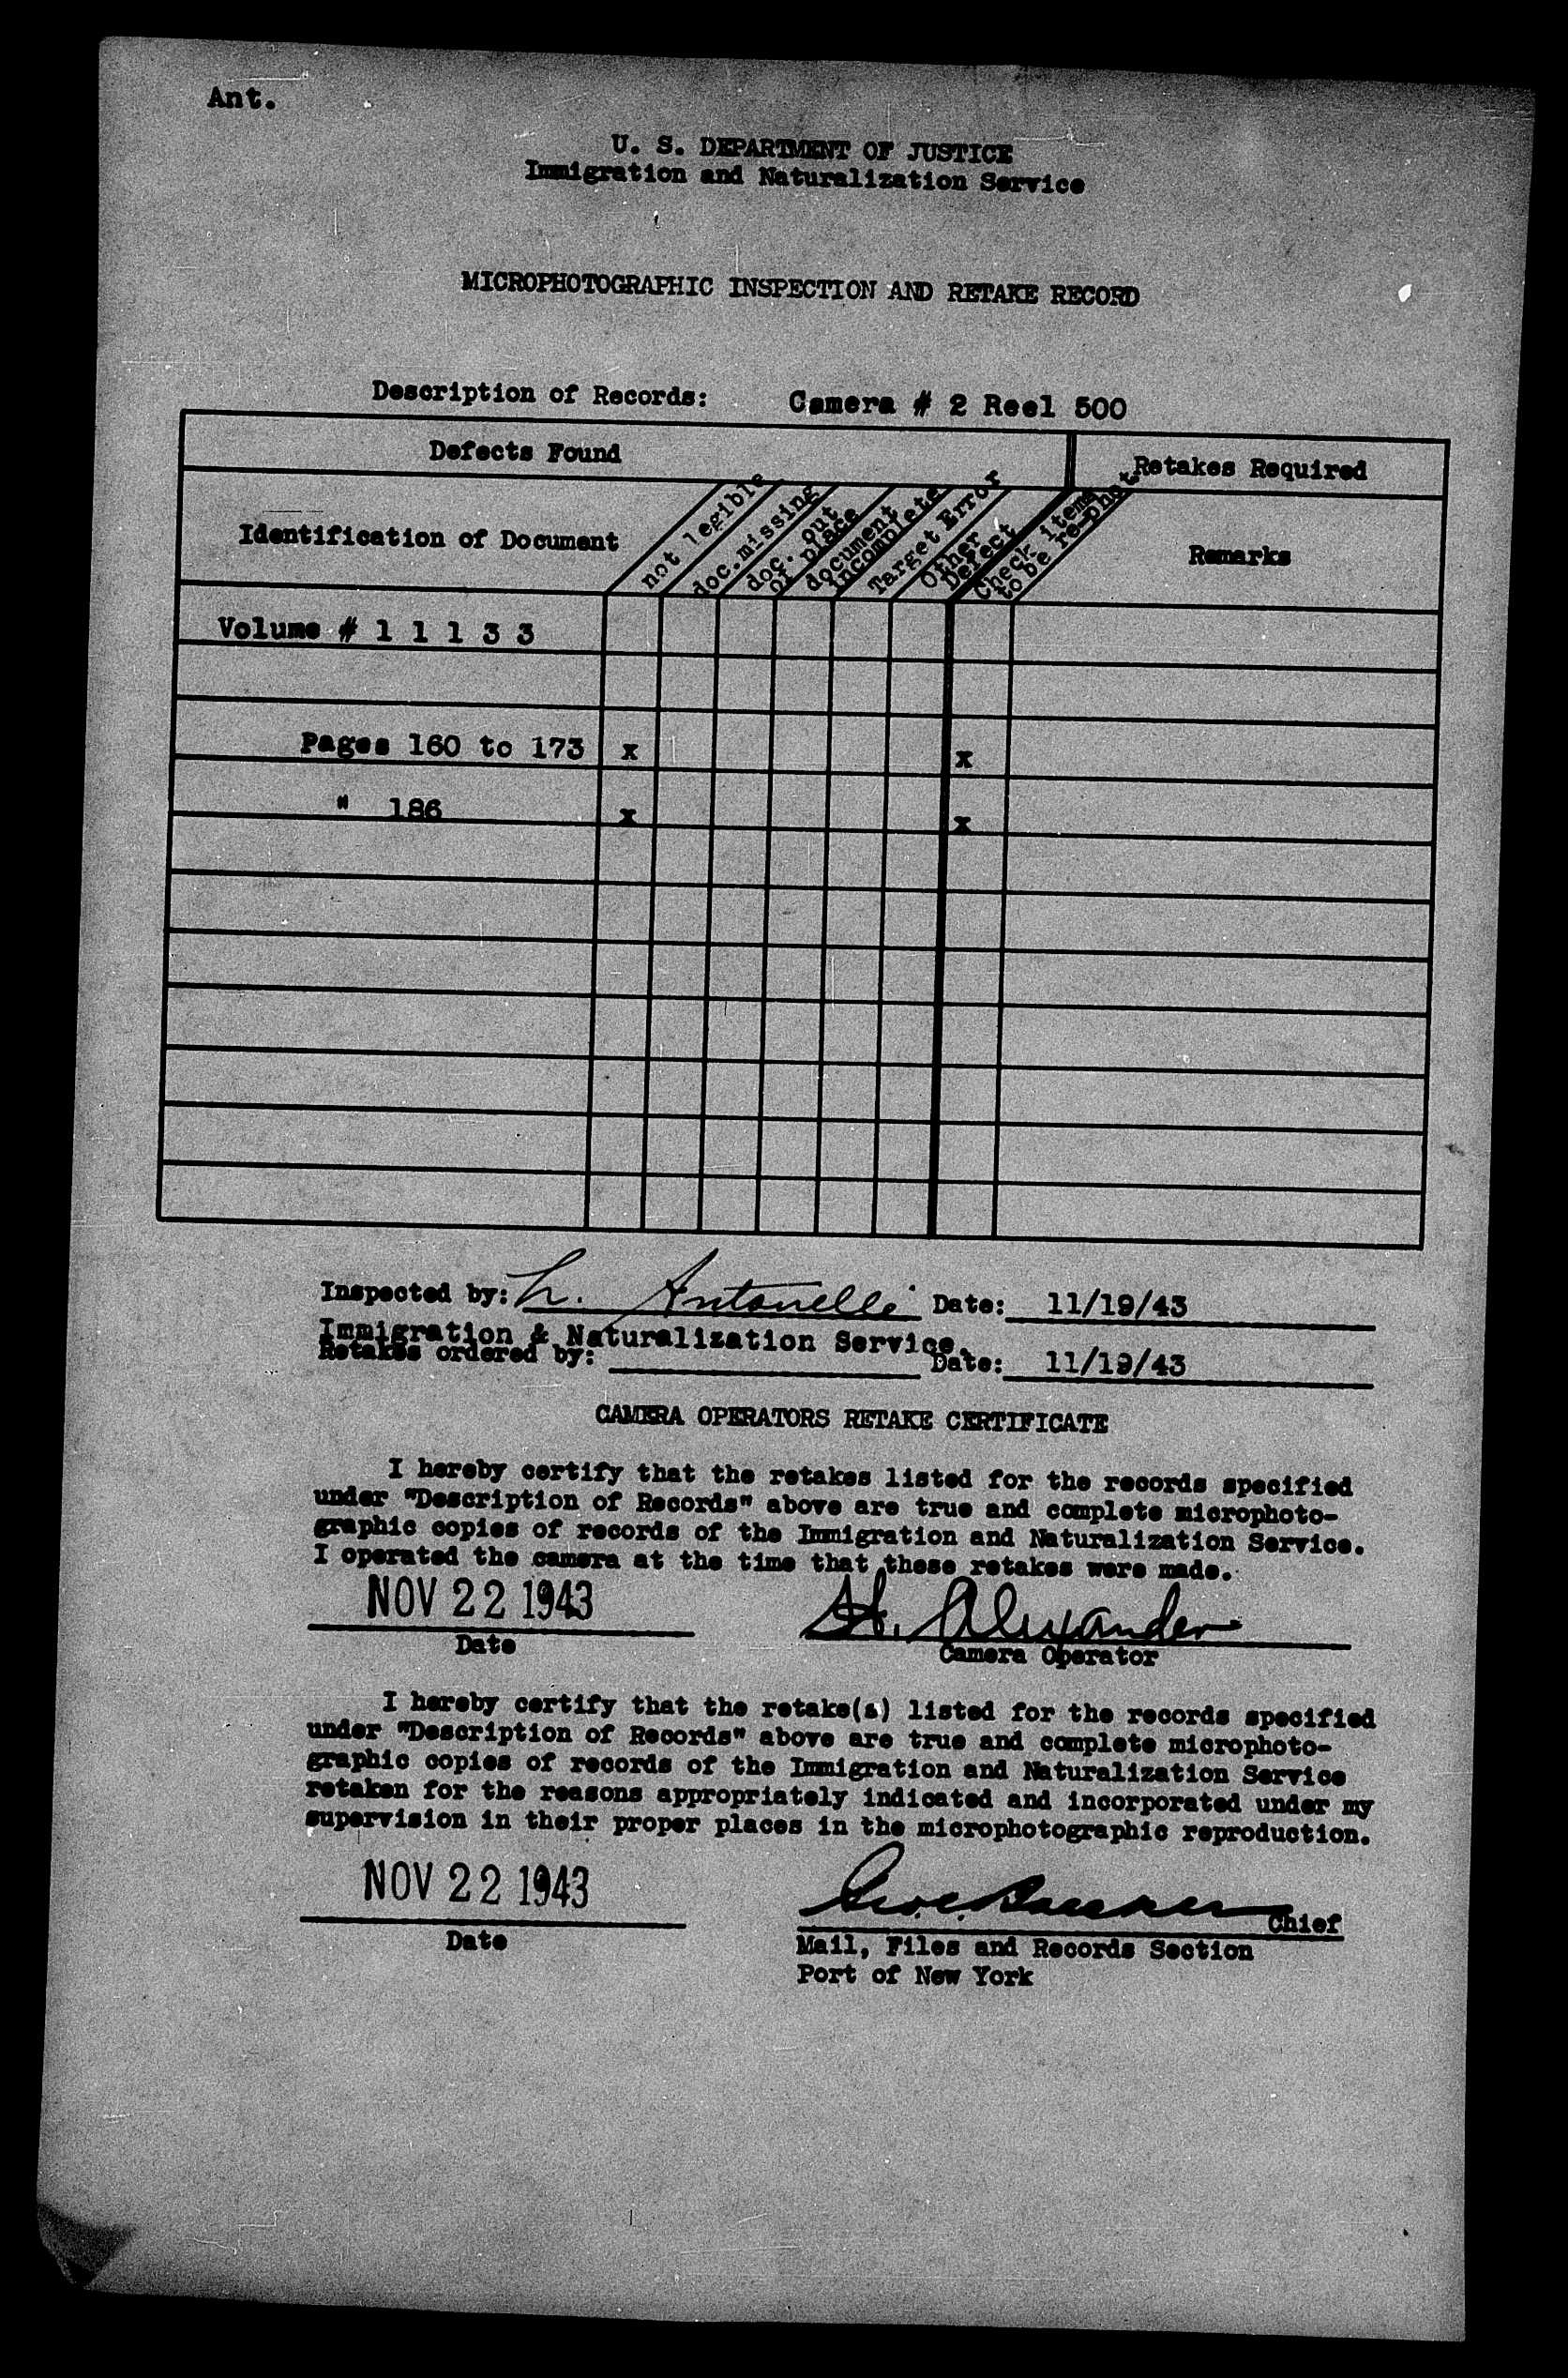 Ant.
U. S. DEPARTMENT OF JUSTICE
Immigration and Naturalization Service
MICROPHOTOGRAPHIC INSPECTION AND RETAKE RECORD
Description of Records: Camera # 2 Reel 500
Defects Found
Retakes Required
Identification of Document
not legible
doc. missing
doc. out
of place
document
incomplete
Target Error
Other
Defect
Check items
to be re-phot.
Remarks
Volume # 1 1 1 3 3
Pages 160 to 173 x x
" 186 x x
Inspected by: L. Antonelli Date: 11/19/43
Immigration & Naturalization Service.
Retakes ordered by: Date: 11/19/43
CAMERA OPERATORS RETAKE CERTIFICATE
I hereby certify that the retakes listed for the records specified
under "Description of Records" above are true and complete microphoto-
graphic copies of records of the Immigration and Naturalization Service.
I operated the camera at the time that these retakes were made.
NOV 22 1943 H. Alexander
Date Camera Operator
I hereby certify that the retake(s) listed for the records specified
under "Description of Records" above are true and complete microphoto-
graphic copies of records of the Immigration and Naturalization Service
retaken for the reasons appropriately indicated and incorporated under my
supervision in their proper places in the microphotographic reproduction.
NOV 22 1943
Chief
Date Mail, Files and Records Section
Port of New York